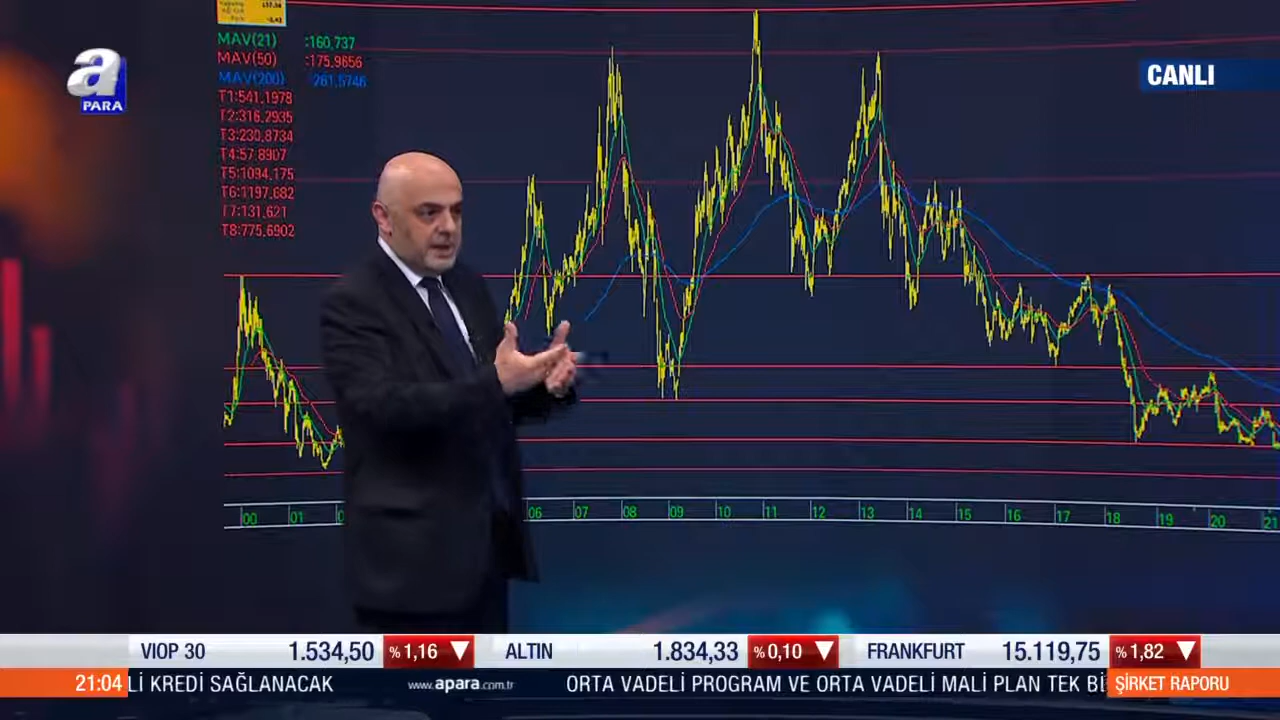 MAV(21) :160,737
MAV(50) :175,9656
MAV(200) 261,5746
T1:541,1978
T2:316,2935
T3:230,8734
T4:57,8907
T5:1094,175
T6:1197,682
T7:131,621
T8:775,6902
a
PARA
CANLI
00 01 06 07 08 09 10 11 12 13 14 15 16 17 18 19 20 21
VIOP 30 1.534,50 %1,16 ALTIN 1.834,33 %0,10 FRANKFURT 15.119,75 %1,82
21:04 Lİ KREDİ SAĞLANACAK www.apara.com.tr ORTA VADELİ PROGRAM VE ORTA VADELİ MALİ PLAN TEK Bİ ŞİRKET RAPORU